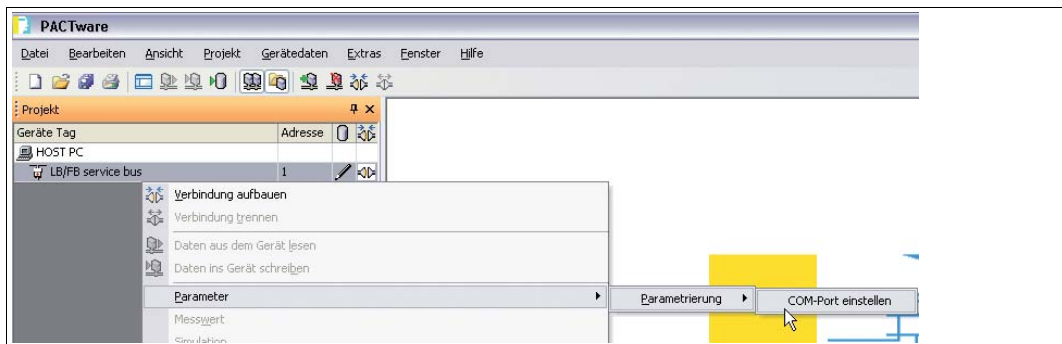 PACTware
Datei Bearbeiten Ansicht Projekt Gerätedaten Extras Fenster Hilfe
Projekt
Geräte Tag Adresse
HOST PC
LB/FB service bus 1
Verbindung aufbauen
Verbindung trennen
Daten aus dem Gerät lesen
Daten ins Gerät schreiben
Parameter Parametrierung COM-Port einstellen
Messwert
Simulation